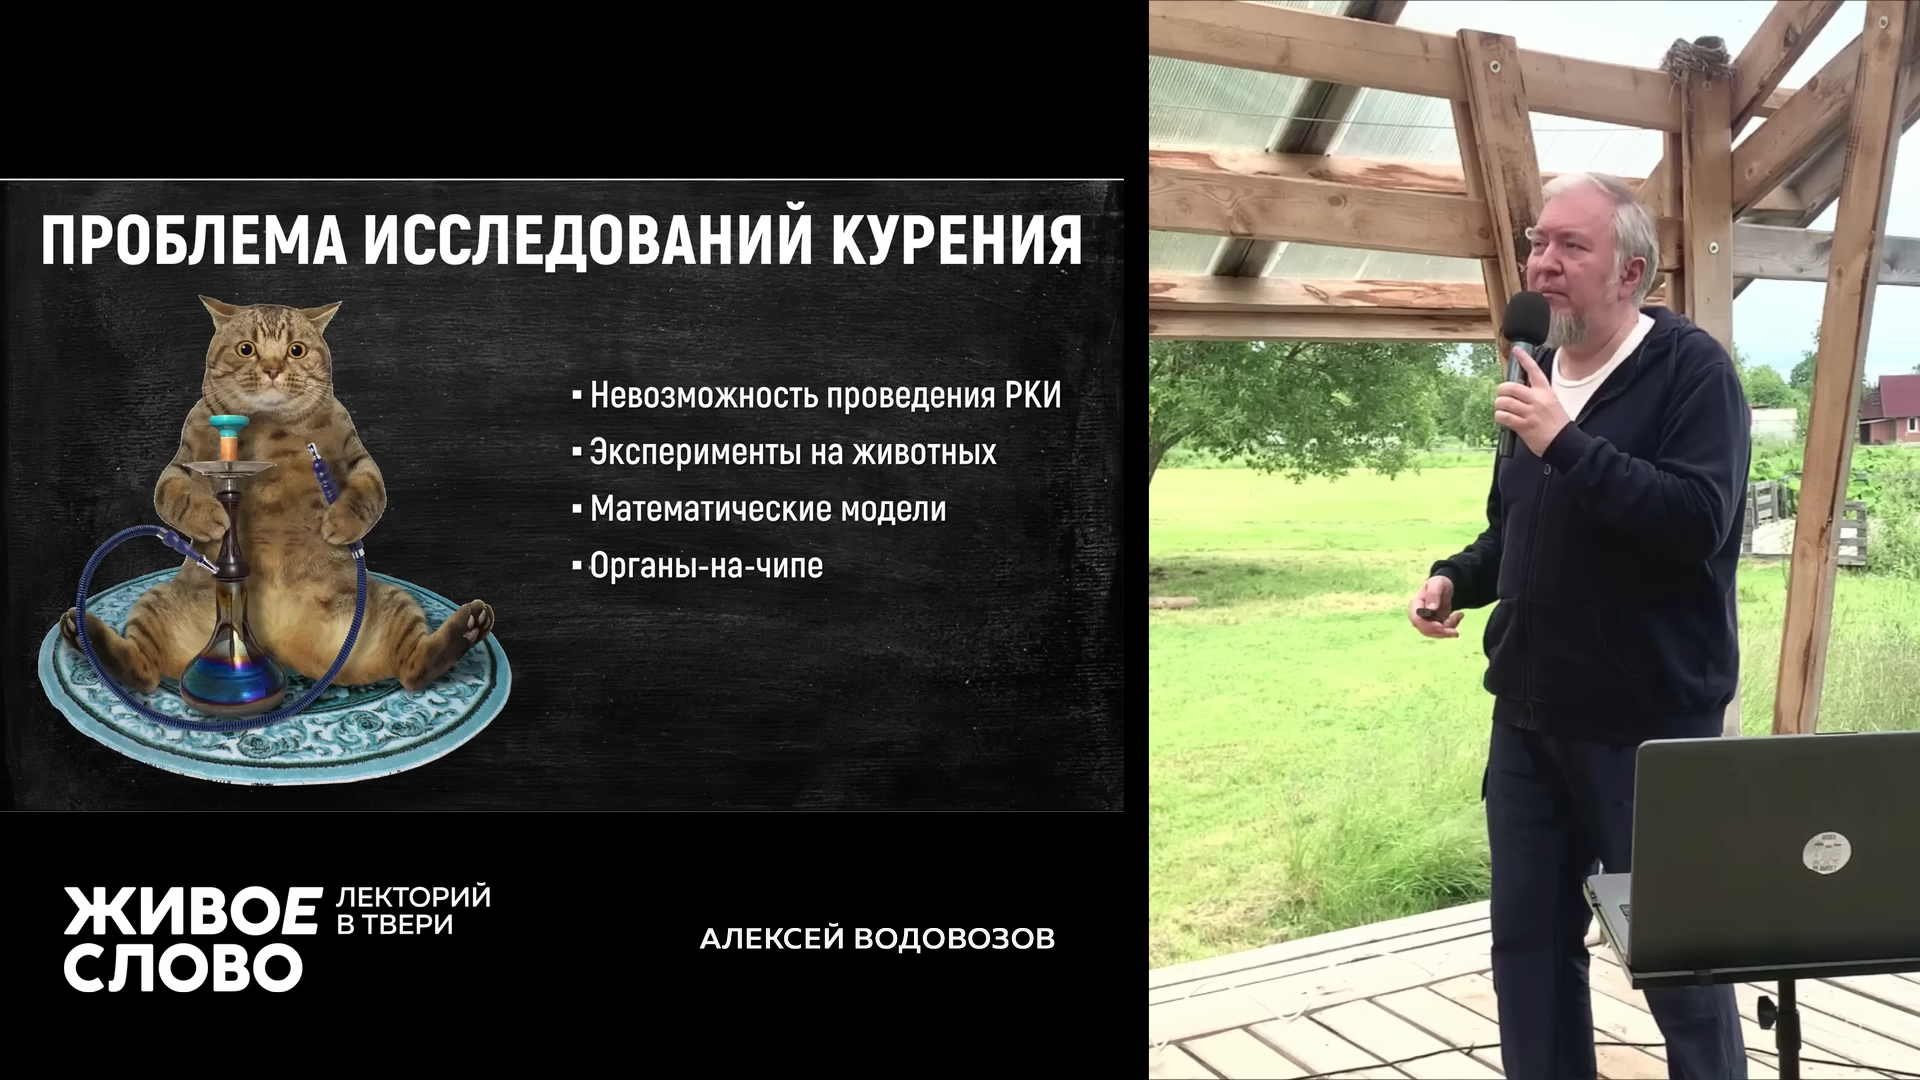 ПРОБЛЕМА ИССЛЕДОВАНИЙ КУРЕНИЯ
▪ Невозможность проведения РКИ
▪ Эксперименты на животных
▪ Математические модели
▪ Органы-на-чипе
ЖИВОЕ СЛОВО
ЛЕКТОРИЙ
В ТВЕРИ
АЛЕКСЕЙ ВОДОВОЗОВ